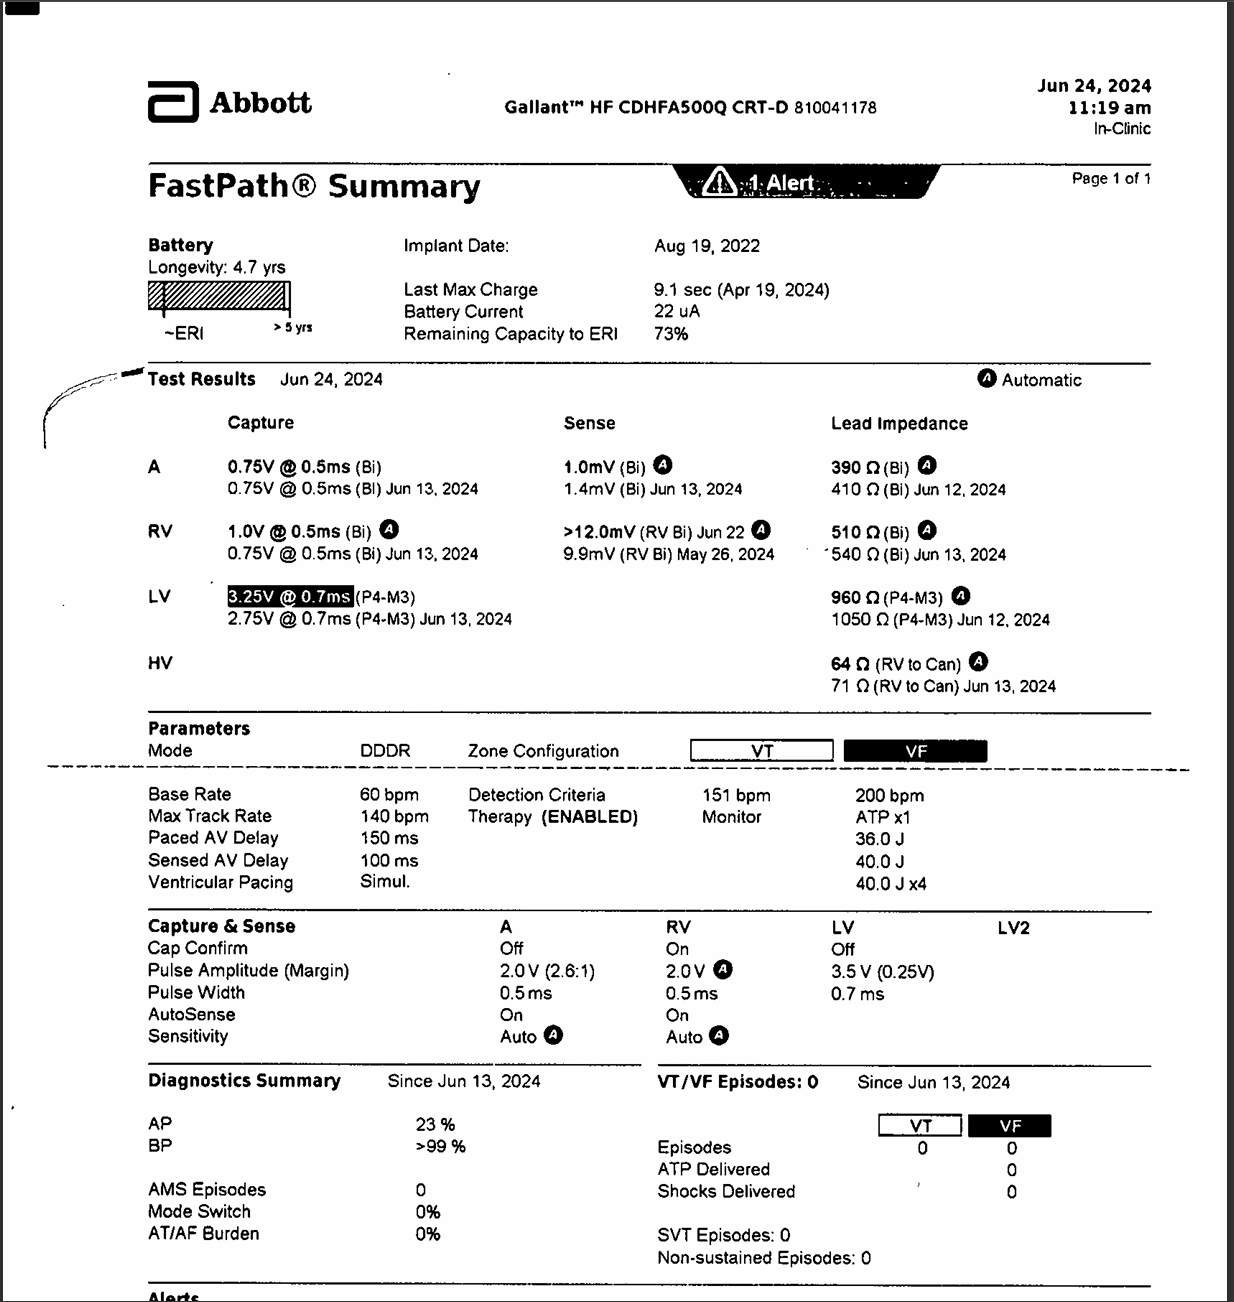 Abbott
Gallant™ HF CDHFA500Q CRT-D 810041178
Jun 24, 2024
11:19 am
In-Clinic
FastPath® Summary
1 Alert
Page 1 of 1
Battery
Longevity: 4.7 yrs
~ERI
> 5 yrs
Implant Date: Aug 19, 2022
Last Max Charge 9.1 sec (Apr 19, 2024)
Battery Current 22 uA
Remaining Capacity to ERI 73%
Test Results Jun 24, 2024 A Automatic
Capture Sense Lead Impedance
A 0.75V @ 0.5ms (Bi) 1.0mV (Bi) A 390 Ω (Bi) A
0.75V @ 0.5ms (Bi) Jun 13, 2024 1.4mV (Bi) Jun 13, 2024 410 Ω (Bi) Jun 12, 2024
RV 1.0V @ 0.5ms (Bi) A >12.0mV (RV Bi) Jun 22 A 510 Ω (Bi) A
0.75V @ 0.5ms (Bi) Jun 13, 2024 9.9mV (RV Bi) May 26, 2024 540 Ω (Bi) Jun 13, 2024
LV 3.25V @ 0.7ms (P4-M3) 960 Ω (P4-M3) A
2.75V @ 0.7ms (P4-M3) Jun 13, 2024 1050 Ω (P4-M3) Jun 12, 2024
HV 64 Ω (RV to Can) A
71 Ω (RV to Can) Jun 13, 2024
Parameters
Mode DDDR Zone Configuration VT VF
Base Rate 60 bpm Detection Criteria 151 bpm 200 bpm
Max Track Rate 140 bpm Therapy (ENABLED) Monitor ATP x1
Paced AV Delay 150 ms 36.0 J
Sensed AV Delay 100 ms 40.0 J
Ventricular Pacing Simul. 40.0 J x4
Capture & Sense A RV LV LV2
Cap Confirm Off On Off
Pulse Amplitude (Margin) 2.0 V (2.6:1) 2.0 V A 3.5 V (0.25V)
Pulse Width 0.5 ms 0.5 ms 0.7 ms
AutoSense On On
Sensitivity Auto A Auto A
Diagnostics Summary Since Jun 13, 2024
AP 23 %
BP >99 %
AMS Episodes 0
Mode Switch 0%
AT/AF Burden 0%
VT/VF Episodes: 0 Since Jun 13, 2024
VT VF
Episodes 0 0
ATP Delivered 0
Shocks Delivered 0
SVT Episodes: 0
Non-sustained Episodes: 0
Alerts